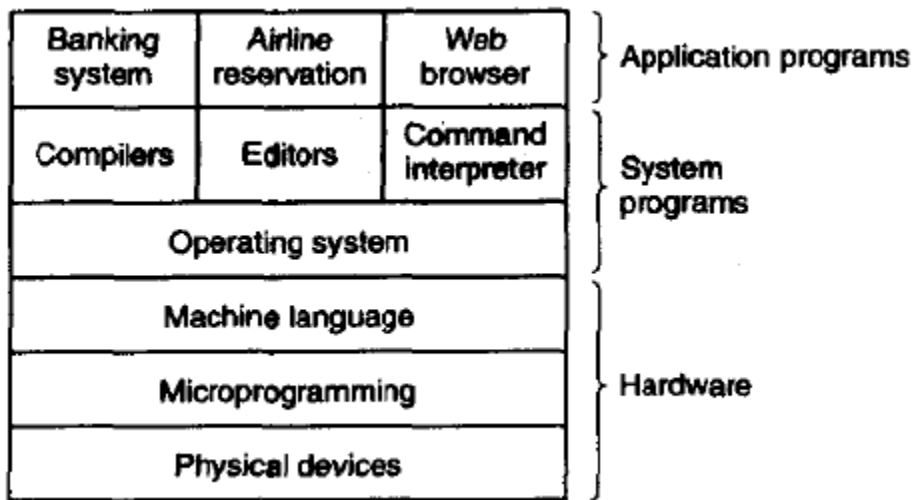 Banking
system
Airline
reservation
Web
browser
Application programs
Compilers
Editors
Command
interpreter
System
programs
Operating system
Machine language
Microprogramming
Hardware
Physical devices